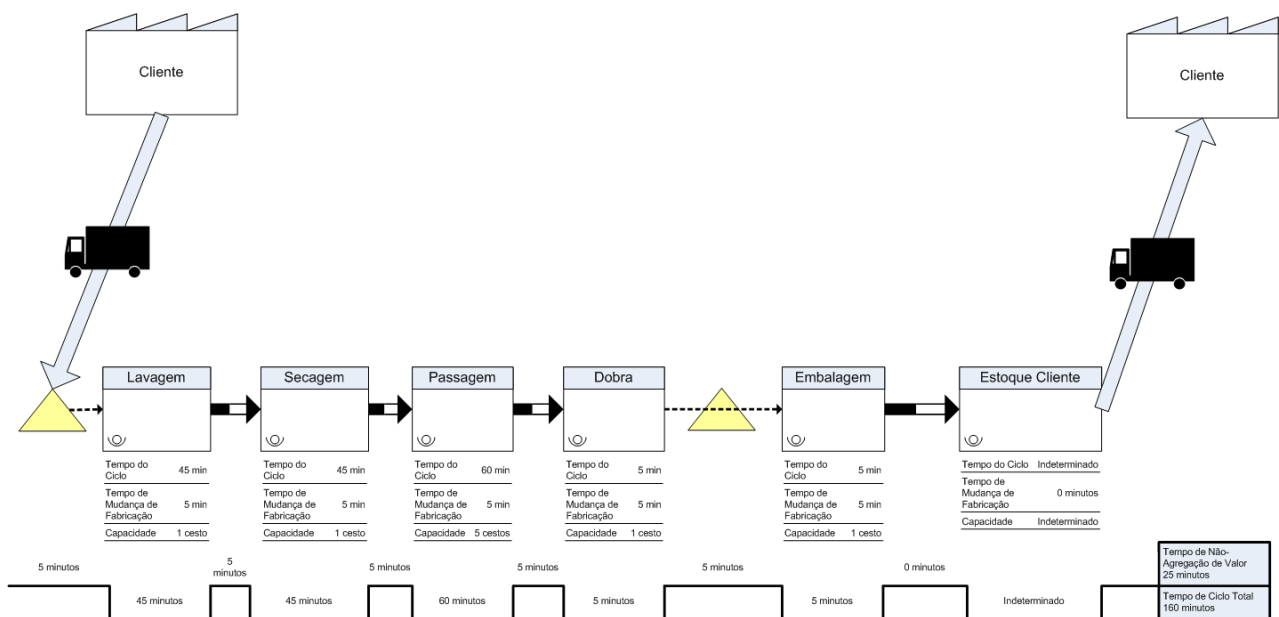 Cliente
Cliente
Lavagem
Secagem
Passagem
Dobra
Embalagem
Estoque Cliente
Tempo do
Ciclo
45 min
Tempo de
Mudança de
Fabricação
5 min
Capacidade 1 cesto
Tempo do
Ciclo
45 min
Tempo de
Mudança de
Fabricação
5 min
Capacidade 1 cesto
Tempo do
Ciclo
60 min
Tempo de
Mudança de
Fabricação
5 min
Capacidade 5 cestos
Tempo do
Ciclo
5 min
Tempo de
Mudança de
Fabricação
5 min
Capacidade 1 cesto
Tempo do
Ciclo
5 min
Tempo de
Mudança de
Fabricação
5 min
Capacidade 1 cesto
Tempo do Ciclo Indeterminado
Tempo de
Mudança de
Fabricação
0 minutos
Capacidade Indeterminado
5 minutos
5
minutos
5 minutos
5 minutos
5 minutos
0 minutos
45 minutos
45 minutos
60 minutos
5 minutos
5 minutos
Indeterminado
Tempo de Não-
Agregação de Valor
25 minutos
Tempo de Ciclo Total
160 minutos